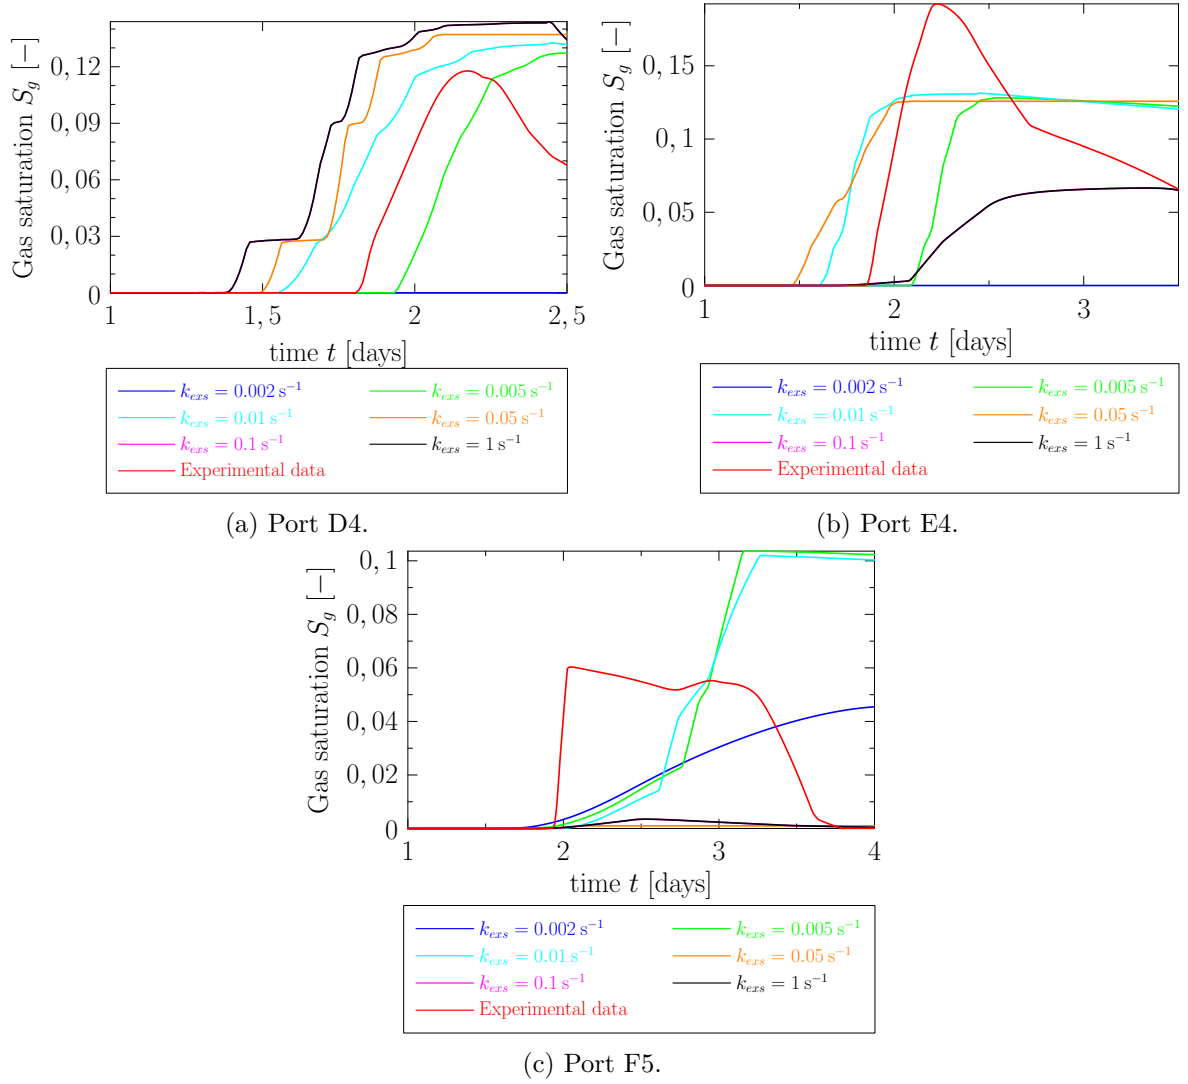 Gas saturation S_g [−]
0, 12
0, 09
0, 06
0, 03
0
1
1, 5
2
2, 5
time t [days]
k_exs = 0.002 s⁻¹
k_exs = 0.005 s⁻¹
k_exs = 0.01 s⁻¹
k_exs = 0.05 s⁻¹
k_exs = 0.1 s⁻¹
k_exs = 1 s⁻¹
Experimental data
(a) Port D4.
Gas saturation S_g [−]
0, 15
0, 1
0, 05
0
1
2
3
time t [days]
k_exs = 0.002 s⁻¹
k_exs = 0.005 s⁻¹
k_exs = 0.01 s⁻¹
k_exs = 0.05 s⁻¹
k_exs = 0.1 s⁻¹
k_exs = 1 s⁻¹
Experimental data
(b) Port E4.
Gas saturation S_g [−]
0, 1
0, 08
0, 06
0, 04
0, 02
0
1
2
3
4
time t [days]
k_exs = 0.002 s⁻¹
k_exs = 0.005 s⁻¹
k_exs = 0.01 s⁻¹
k_exs = 0.05 s⁻¹
k_exs = 0.1 s⁻¹
k_exs = 1 s⁻¹
Experimental data
(c) Port F5.